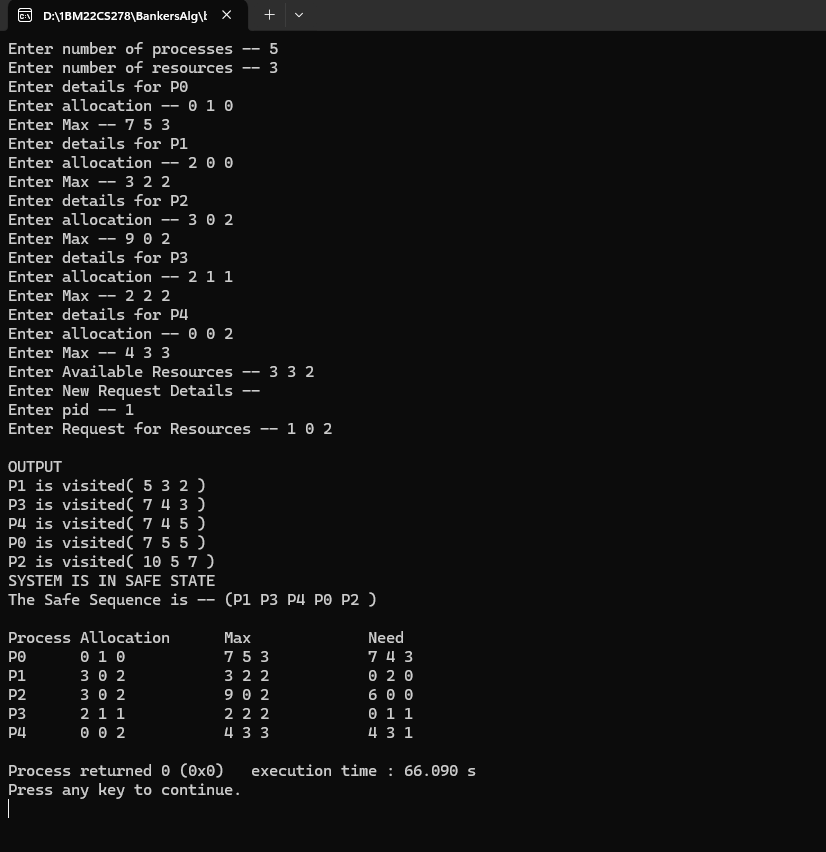 D:\1BM22CS278\BankersAlg\b
Enter number of processes -- 5
Enter number of resources -- 3
Enter details for P0
Enter allocation -- 0 1 0
Enter Max -- 7 5 3
Enter details for P1
Enter allocation -- 2 0 0
Enter Max -- 3 2 2
Enter details for P2
Enter allocation -- 3 0 2
Enter Max -- 9 0 2
Enter details for P3
Enter allocation -- 2 1 1
Enter Max -- 2 2 2
Enter details for P4
Enter allocation -- 0 0 2
Enter Max -- 4 3 3
Enter Available Resources -- 3 3 2
Enter New Request Details --
Enter pid -- 1
Enter Request for Resources -- 1 0 2
OUTPUT
P1 is visited( 5 3 2 )
P3 is visited( 7 4 3 )
P4 is visited( 7 4 5 )
P0 is visited( 7 5 5 )
P2 is visited( 10 5 7 )
SYSTEM IS IN SAFE STATE
The Safe Sequence is -- (P1 P3 P4 P0 P2 )
Process Allocation Max Need
P0 0 1 0 7 5 3 7 4 3
P1 3 0 2 3 2 2 0 2 0
P2 3 0 2 9 0 2 6 0 0
P3 2 1 1 2 2 2 0 1 1
P4 0 0 2 4 3 3 4 3 1
Process returned 0 (0x0) execution time : 66.090 s
Press any key to continue.